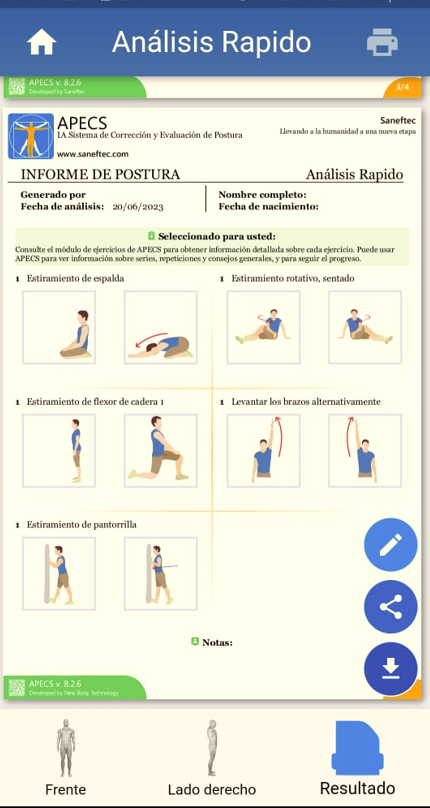 Análisis Rapido
APECS v. 8.2.6
Developed by Saneftec
3/4
APECS
IA Sistema de Corrección y Evaluación de Postura
www.saneftec.com
Saneftec
Llevando a la humanidad a una nueva etapa
INFORME DE POSTURA
Análisis Rapido
Generado por
Fecha de análisis: 20/06/2023
Nombre completo:
Fecha de nacimiento:
Seleccionado para usted:
Consulte el módulo de ejercicios de APECS para obtener información detallada sobre cada ejercicio. Puede usar
APECS para ver información sobre series, repeticiones y consejos generales, y para seguir el progreso.
1 Estiramiento de espalda
1 Estiramiento rotativo, sentado
1 Estiramiento de flexor de cadera 1
1 Levantar los brazos alternativamente
1 Estiramiento de pantorrilla
Notas:
APECS v. 8.2.6
Developed by New Body Technology
Frente
Lado derecho
Resultado